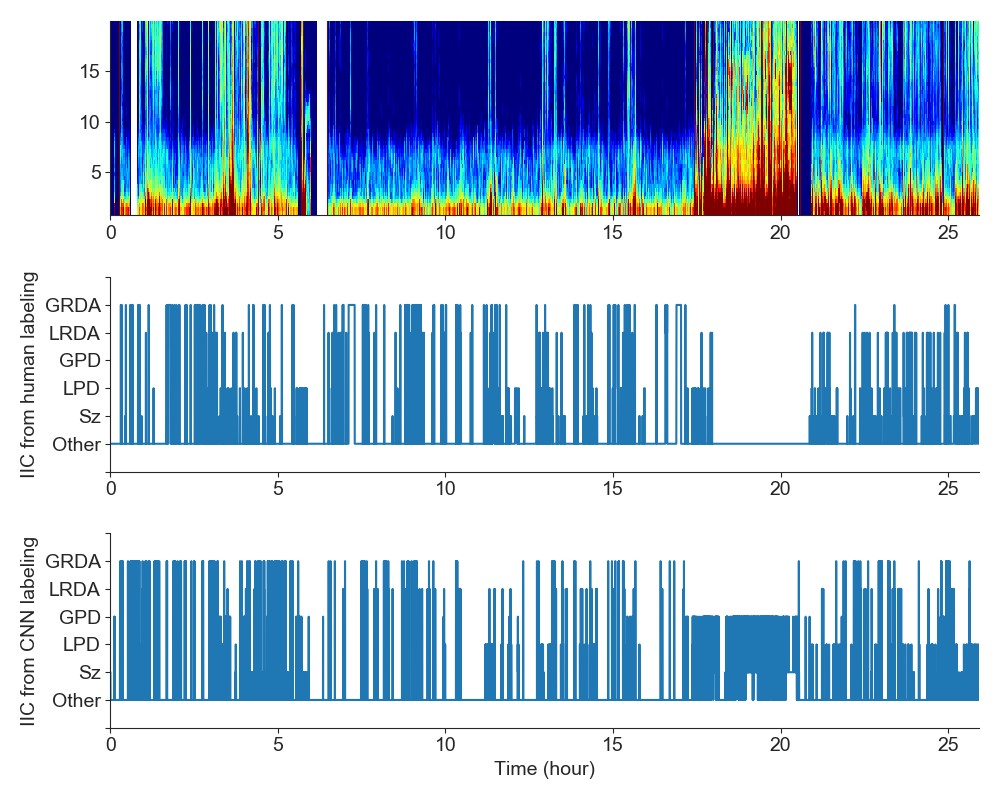 15
10
5
0 5 10 15 20 25
IIC from human labeling
GRDA
LRDA
GPD
LPD
Sz
Other
0 5 10 15 20 25
IIC from CNN labeling
GRDA
LRDA
GPD
LPD
Sz
Other
0 5 10 15 20 25
Time (hour)